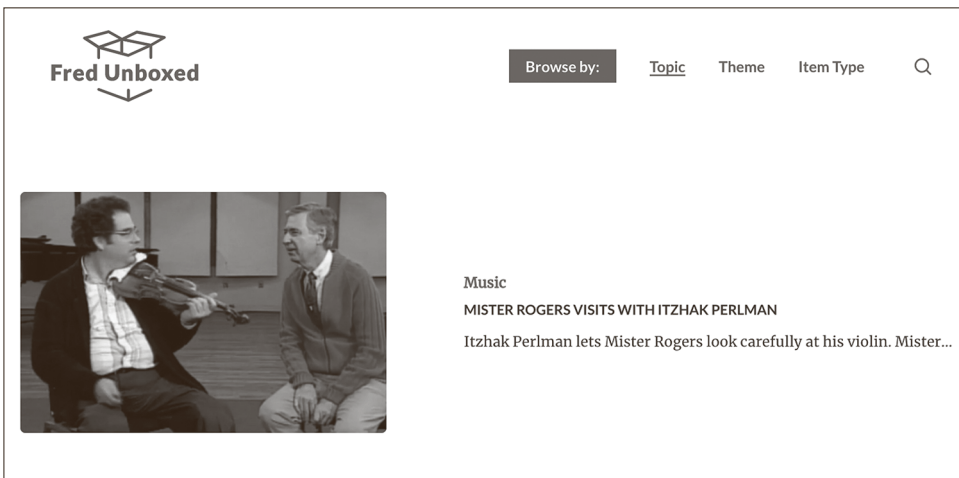 Fred Unboxed
Browse by: Topic Theme Item Type
Music
MISTER ROGERS VISITS WITH ITZHAK PERLMAN
Itzhak Perlman lets Mister Rogers look carefully at his violin. Mister...